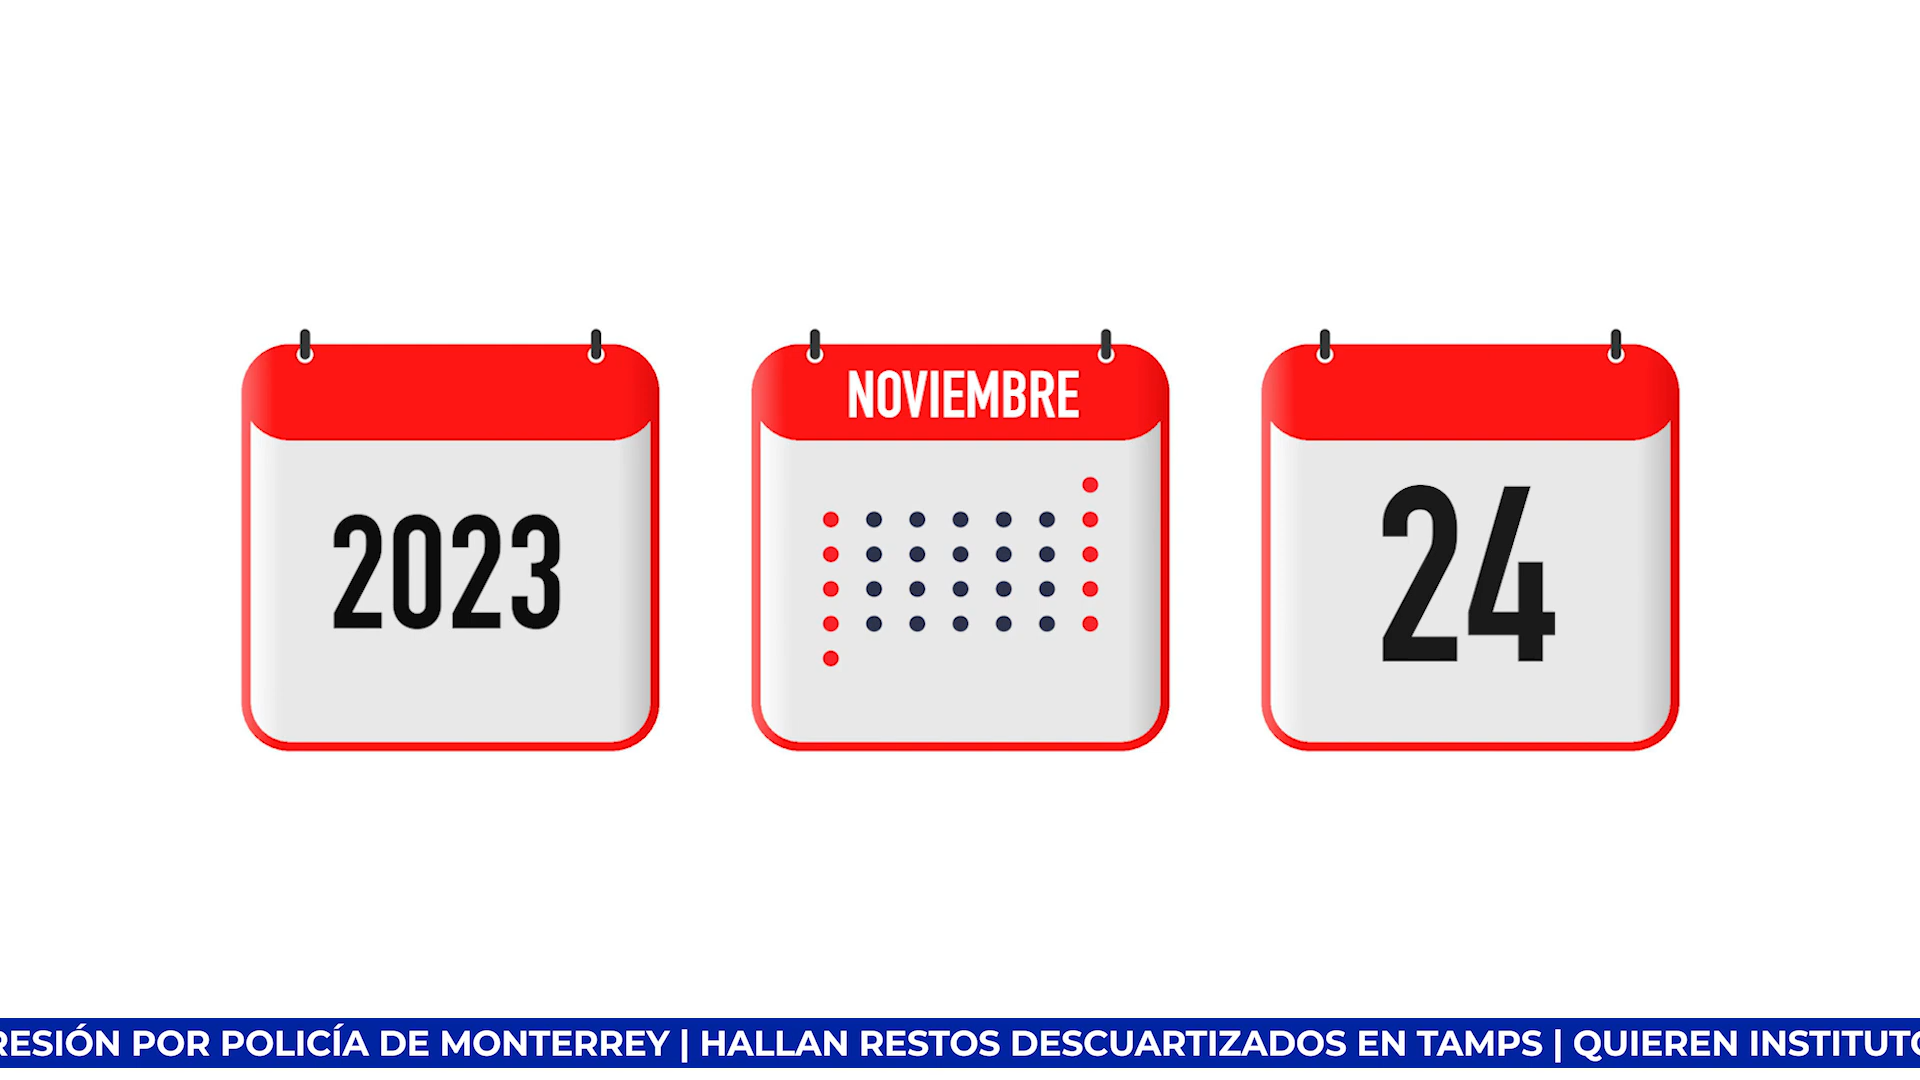 2023
NOVIEMBRE
24
RESIÓN POR POLICÍA DE MONTERREY | HALLAN RESTOS DESCUARTIZADOS EN TAMPS | QUIEREN INSTITUTO